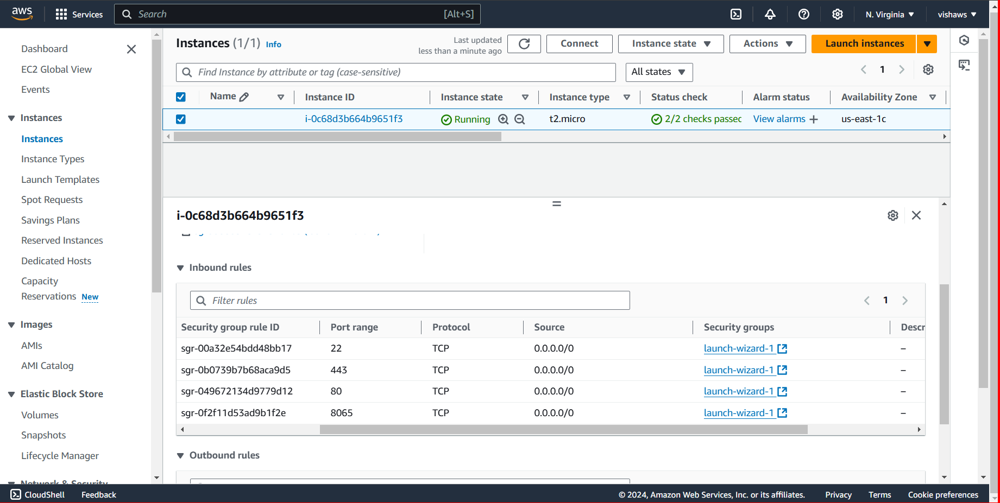 aws
Services
Search
[Alt+S]
N. Virginia
vishaws
Dashboard
EC2 Global View
Events
Instances
Instances
Instance Types
Launch Templates
Spot Requests
Savings Plans
Reserved Instances
Dedicated Hosts
Capacity
Reservations New
Images
AMIs
AMI Catalog
Elastic Block Store
Volumes
Snapshots
Lifecycle Manager
Network & Security
Instances (1/1) Info
Last updated
less than a minute ago
Connect
Instance state
Actions
Launch instances
Find Instance by attribute or tag (case-sensitive)
All states
1
Name Instance ID Instance state Instance type Status check Alarm status Availability Zone
i-0c68d3b664b9651f3 Running t2.micro 2/2 checks passec View alarms + us-east-1c
i-0c68d3b664b9651f3
Inbound rules
Filter rules
1
Security group rule ID Port range Protocol Source Security groups Descr
sgr-00a32e54bdd48bb17 22 TCP 0.0.0.0/0 launch-wizard-1 –
sgr-0b0739b7b68aca9d5 443 TCP 0.0.0.0/0 launch-wizard-1 –
sgr-049672134d9779d12 80 TCP 0.0.0.0/0 launch-wizard-1 –
sgr-0f2f11d53ad9b1f2e 8065 TCP 0.0.0.0/0 launch-wizard-1 –
Outbound rules
CloudShell Feedback © 2024, Amazon Web Services, Inc. or its affiliates. Privacy Terms Cookie preferences